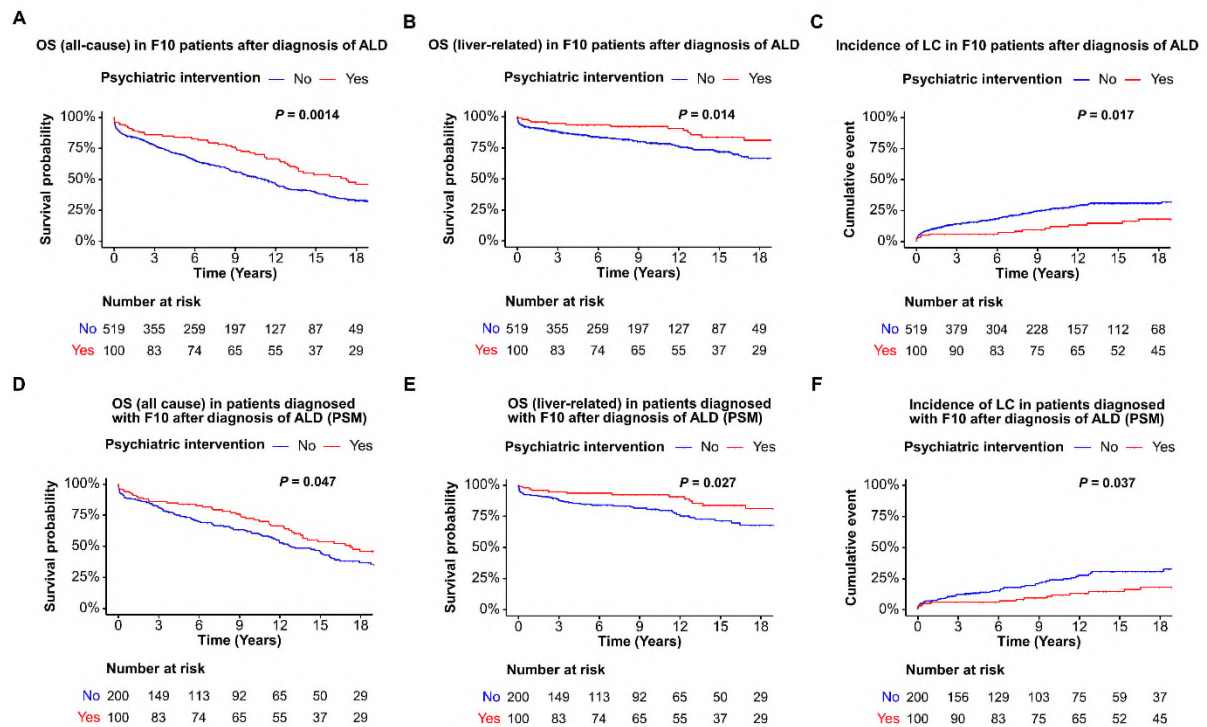 A
OS (all-cause) in F10 patients after diagnosis of ALD
Psychiatric intervention No Yes
P = 0.0014
Survival probability
100%
75%
50%
25%
0%
0 3 6 9 12 15 18
Time (Years)
Number at risk
No 519 355 259 197 127 87 49
Yes 100 83 74 65 55 37 29
B
OS (liver-related) in F10 patients after diagnosis of ALD
Psychiatric intervention No Yes
P = 0.014
Survival probability
100%
75%
50%
25%
0%
0 3 6 9 12 15 18
Time (Years)
Number at risk
No 519 355 259 197 127 87 49
Yes 100 83 74 65 55 37 29
C
Incidence of LC in F10 patients after diagnosis of ALD
Psychiatric intervention No Yes
P = 0.017
Cumulative event
100%
75%
50%
25%
0%
0 3 6 9 12 15 18
Time (Years)
Number at risk
No 519 379 304 228 157 112 68
Yes 100 90 83 75 65 52 45
D
OS (all cause) in patients diagnosed
with F10 after diagnosis of ALD (PSM)
Psychiatric intervention No Yes
P = 0.047
Survival probability
100%
75%
50%
25%
0%
0 3 6 9 12 15 18
Time (Years)
Number at risk
No 200 149 113 92 65 50 29
Yes 100 83 74 65 55 37 29
E
OS (liver-related) in patients diagnosed
with F10 after diagnosis of ALD (PSM)
Psychiatric intervention No Yes
P = 0.027
Survival probability
100%
75%
50%
25%
0%
0 3 6 9 12 15 18
Time (Years)
Number at risk
No 200 149 113 92 65 50 29
Yes 100 83 74 65 55 37 29
F
Incidence of LC in patients diagnosed
with F10 after diagnosis of ALD (PSM)
Psychiatric intervention No Yes
P = 0.037
Cumulative event
100%
75%
50%
25%
0%
0 3 6 9 12 15 18
Time (Years)
Number at risk
No 200 156 129 103 75 59 37
Yes 100 90 83 75 65 52 45